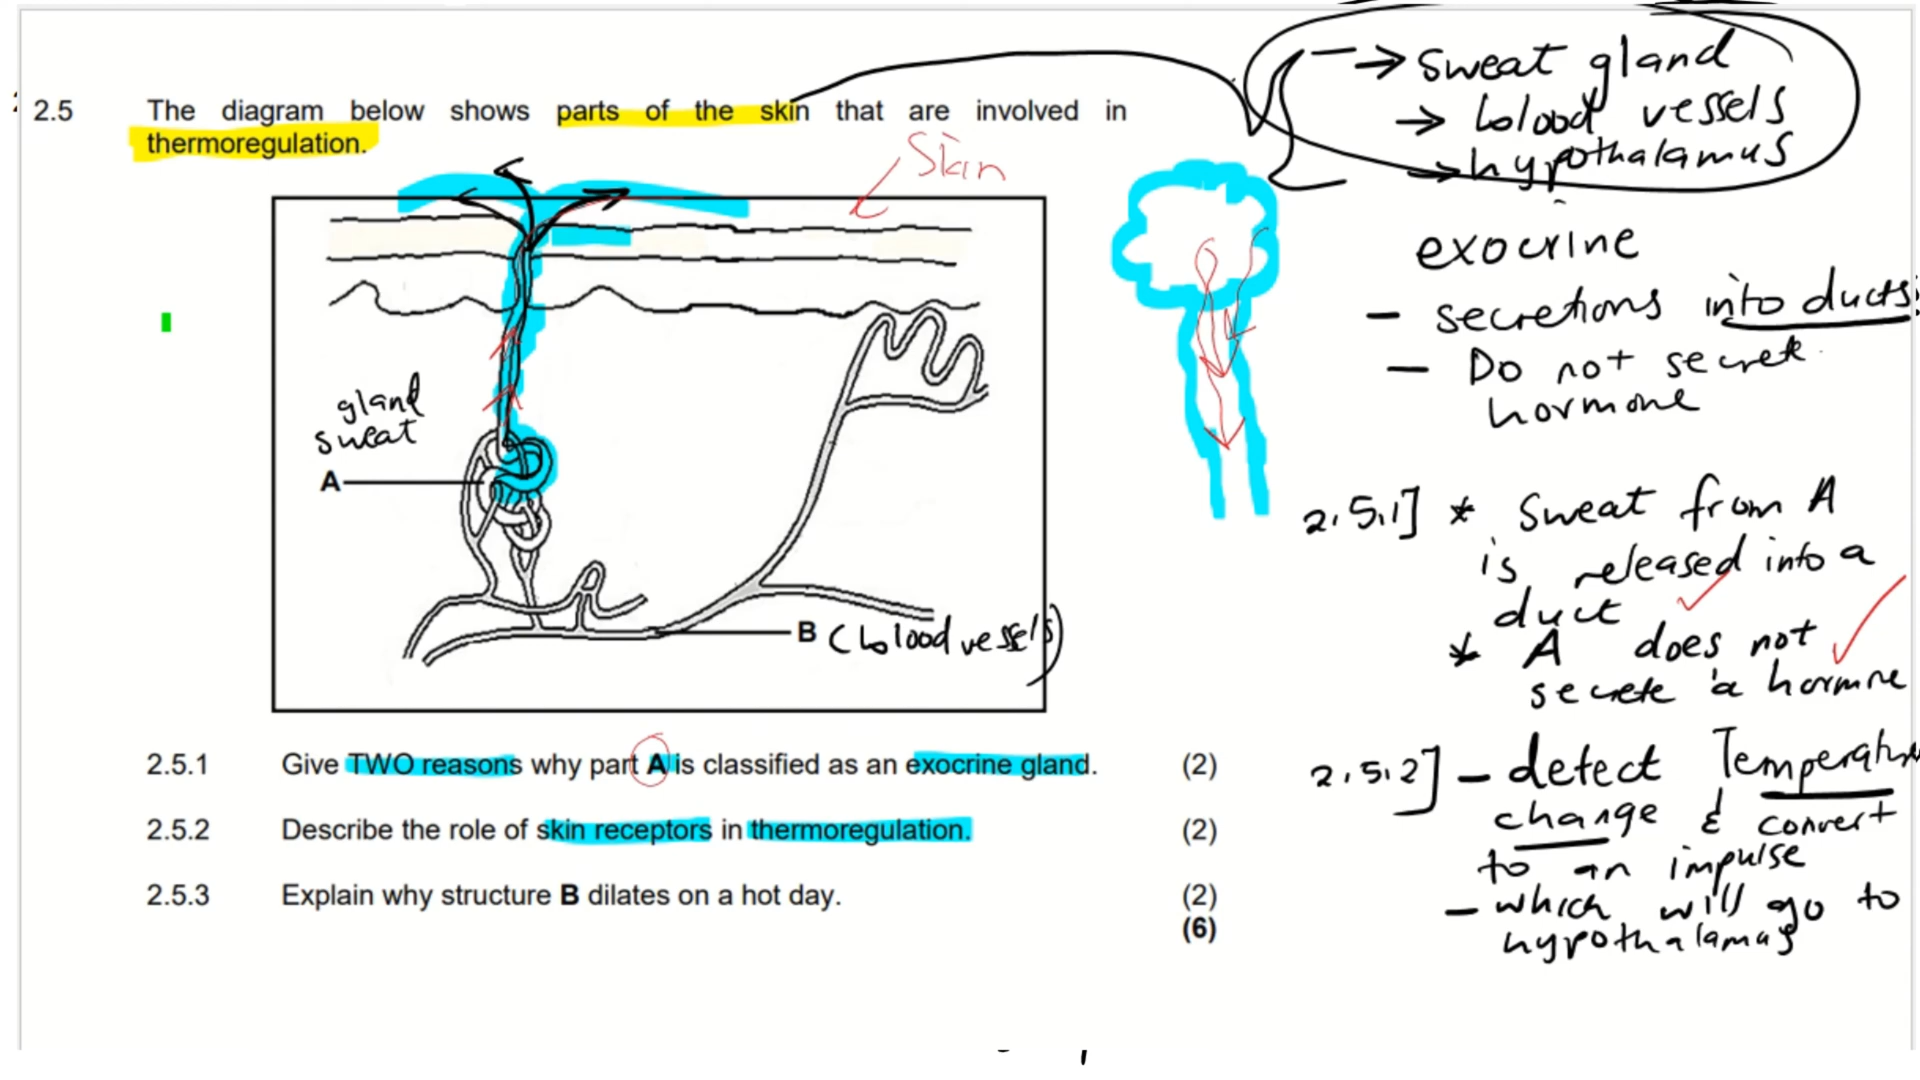 → sweat gland
→ blood vessels
→ hypothalamus
2.5 The diagram below shows parts of the skin that are involved in
thermoregulation.
Skin
exocrine
- secretions into ducts
- Do not secrete
hormone
gland
sweat
A
B (blood vessels)
2.5.1] * Sweat from A
is released into a
duct
* A does not
secrete a hormone
2.5.1 Give TWO reasons why part A is classified as an exocrine gland. (2)
2.5.2 Describe the role of skin receptors in thermoregulation. (2)
2.5.3 Explain why structure B dilates on a hot day. (2)
(6)
2.5.2] - detect Temperature
change & convert
to an impulse
- which will go to
hypothalamus